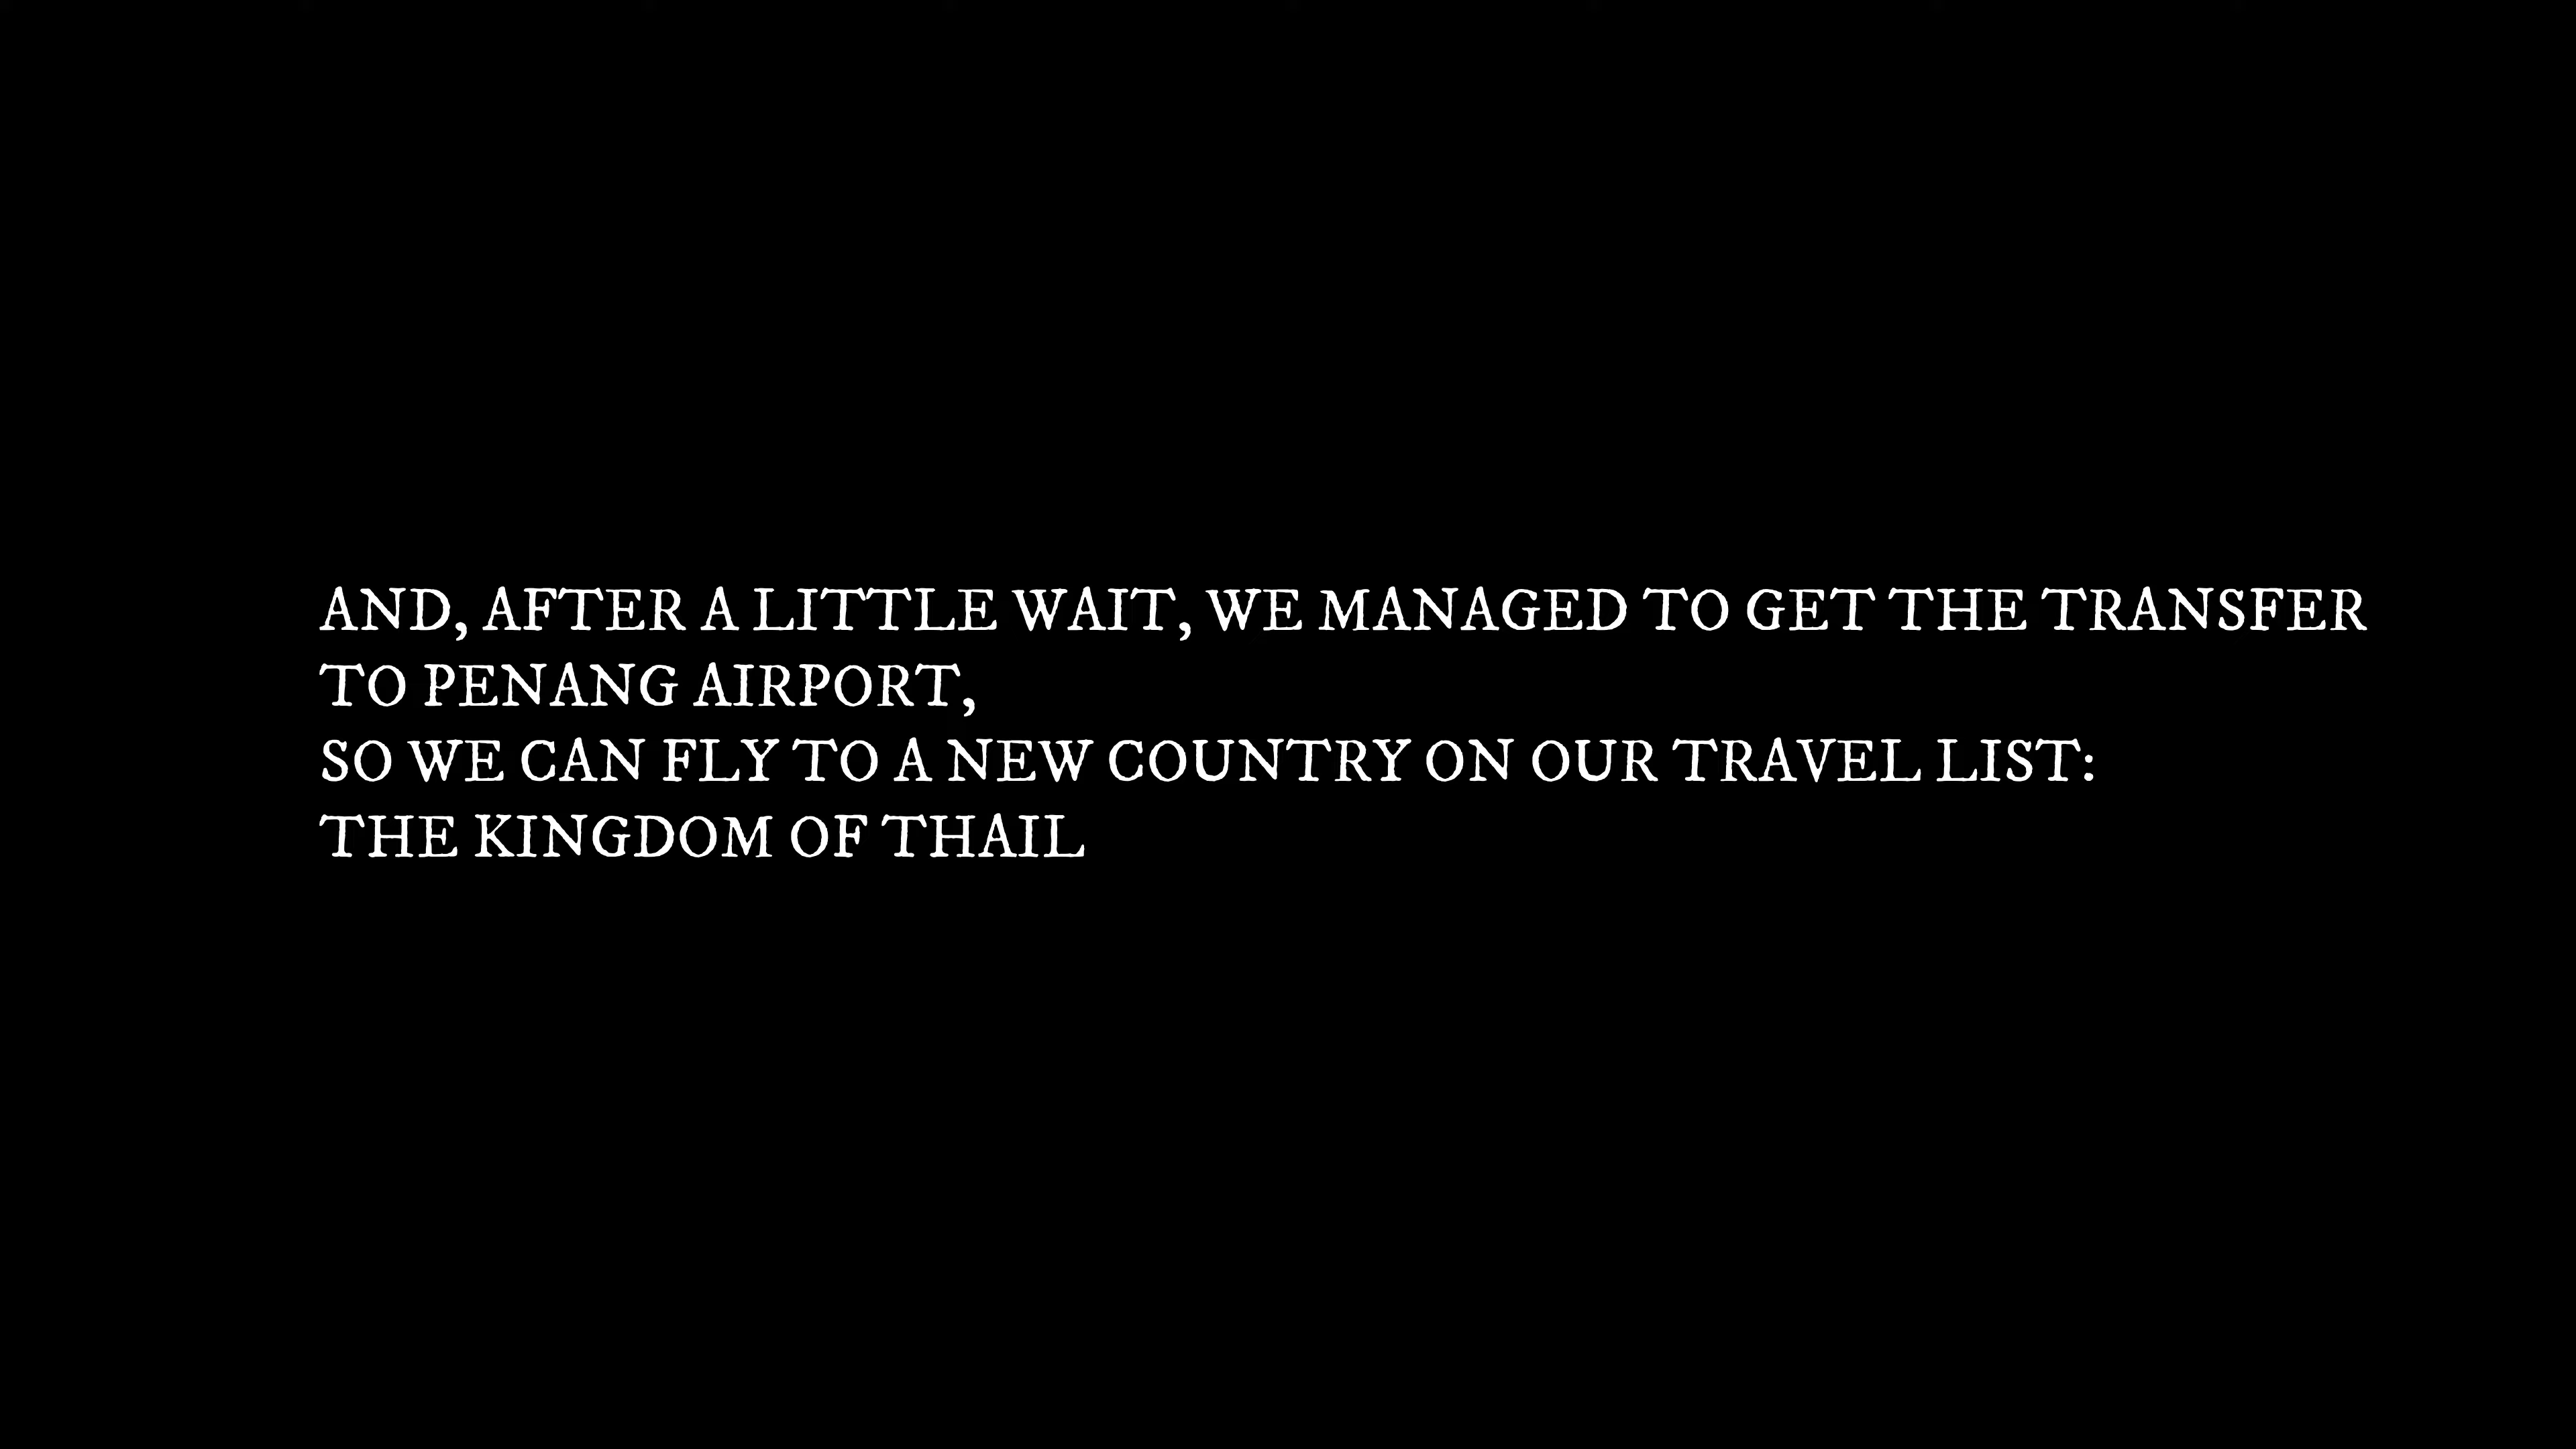 AND, AFTER A LITTLE WAIT, WE MANAGED TO GET THE TRANSFER
TO PENANG AIRPORT,
SO WE CAN FLY TO A NEW COUNTRY ON OUR TRAVEL LIST:
THE KINGDOM OF THAIL